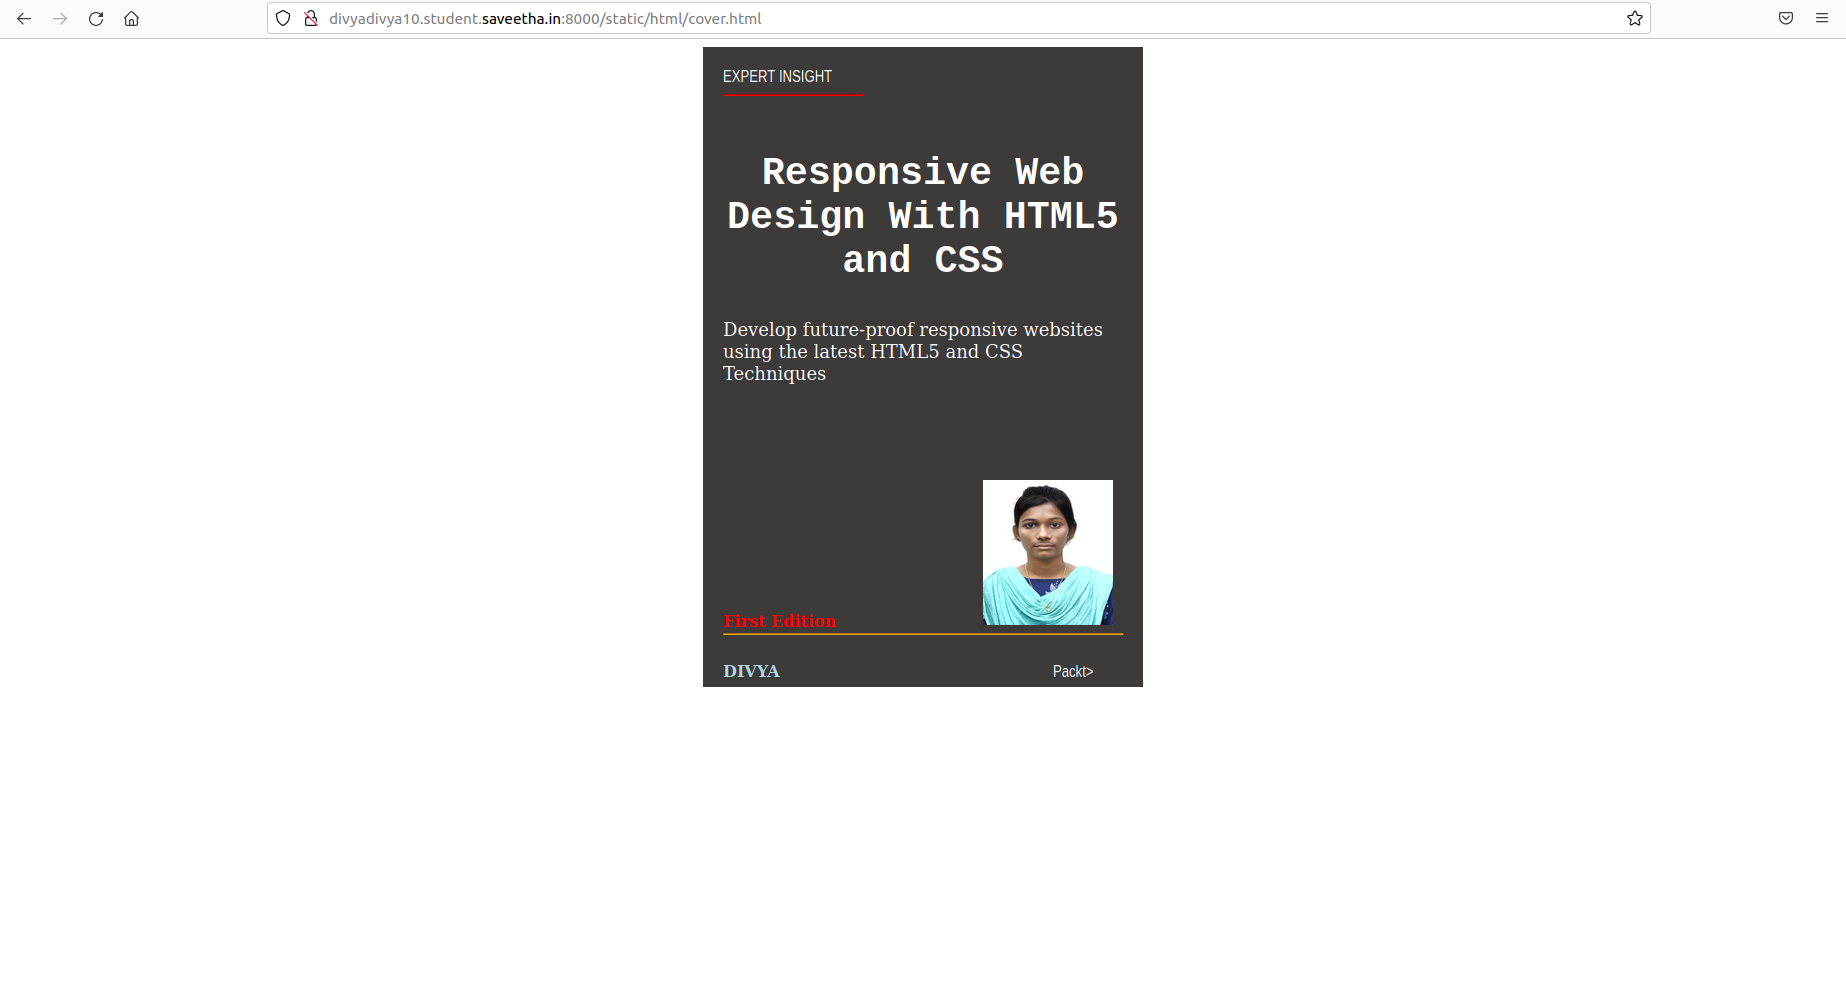 divyadivya10.student.saveetha.in:8000/static/html/cover.html
EXPERT INSIGHT
Responsive Web
Design With HTML5
and CSS
Develop future-proof responsive websites
using the latest HTML5 and CSS
Techniques
First Edition
DIVYA
Packt>